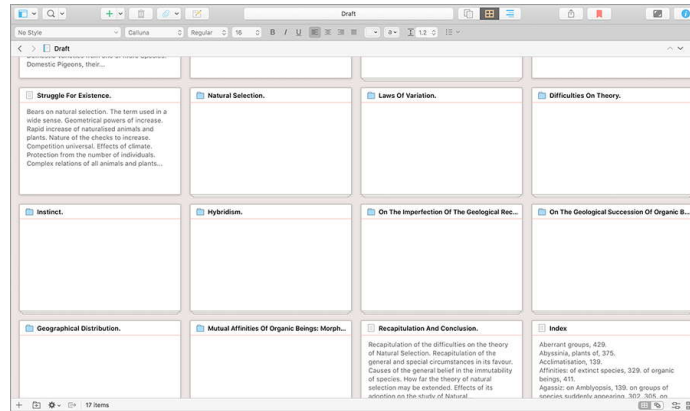 Draft
No Style
Calluna
Regular
16
B I U
a
1.2
Draft
Domestic Pigeons, their...
Struggle For Existence.
Bears on natural selection. The term used in a
wide sense. Geometrical powers of increase.
Rapid increase of naturalised animals and
plants. Nature of the checks to increase.
Competition universal. Effects of climate.
Protection from the number of individuals.
Complex relations of all animals and plants...
Natural Selection.
Laws Of Variation.
Difficulties On Theory.
Instinct.
Hybridism.
On The Imperfection Of The Geological Rec...
On The Geological Succession Of Organic B...
Geographical Distribution.
Mutual Affinities Of Organic Beings: Morph...
Recapitulation And Conclusion.
Recapitulation of the difficulties on the theory
of Natural Selection. Recapitulation of the
general and special circumstances in its favour.
Causes of the general belief in the immutability
of species. How far the theory of natural
selection may be extended. Effects of its
adoption on the study of Natural
Index
Aberrant groups, 429.
Abyssinia, plants of, 375.
Acclimatisation, 139.
Affinities: of extinct species, 329. of organic
beings, 411.
Agassiz: on Amblyopsis, 139. on groups of
species suddenly appearing, 302, 305. on
17 items